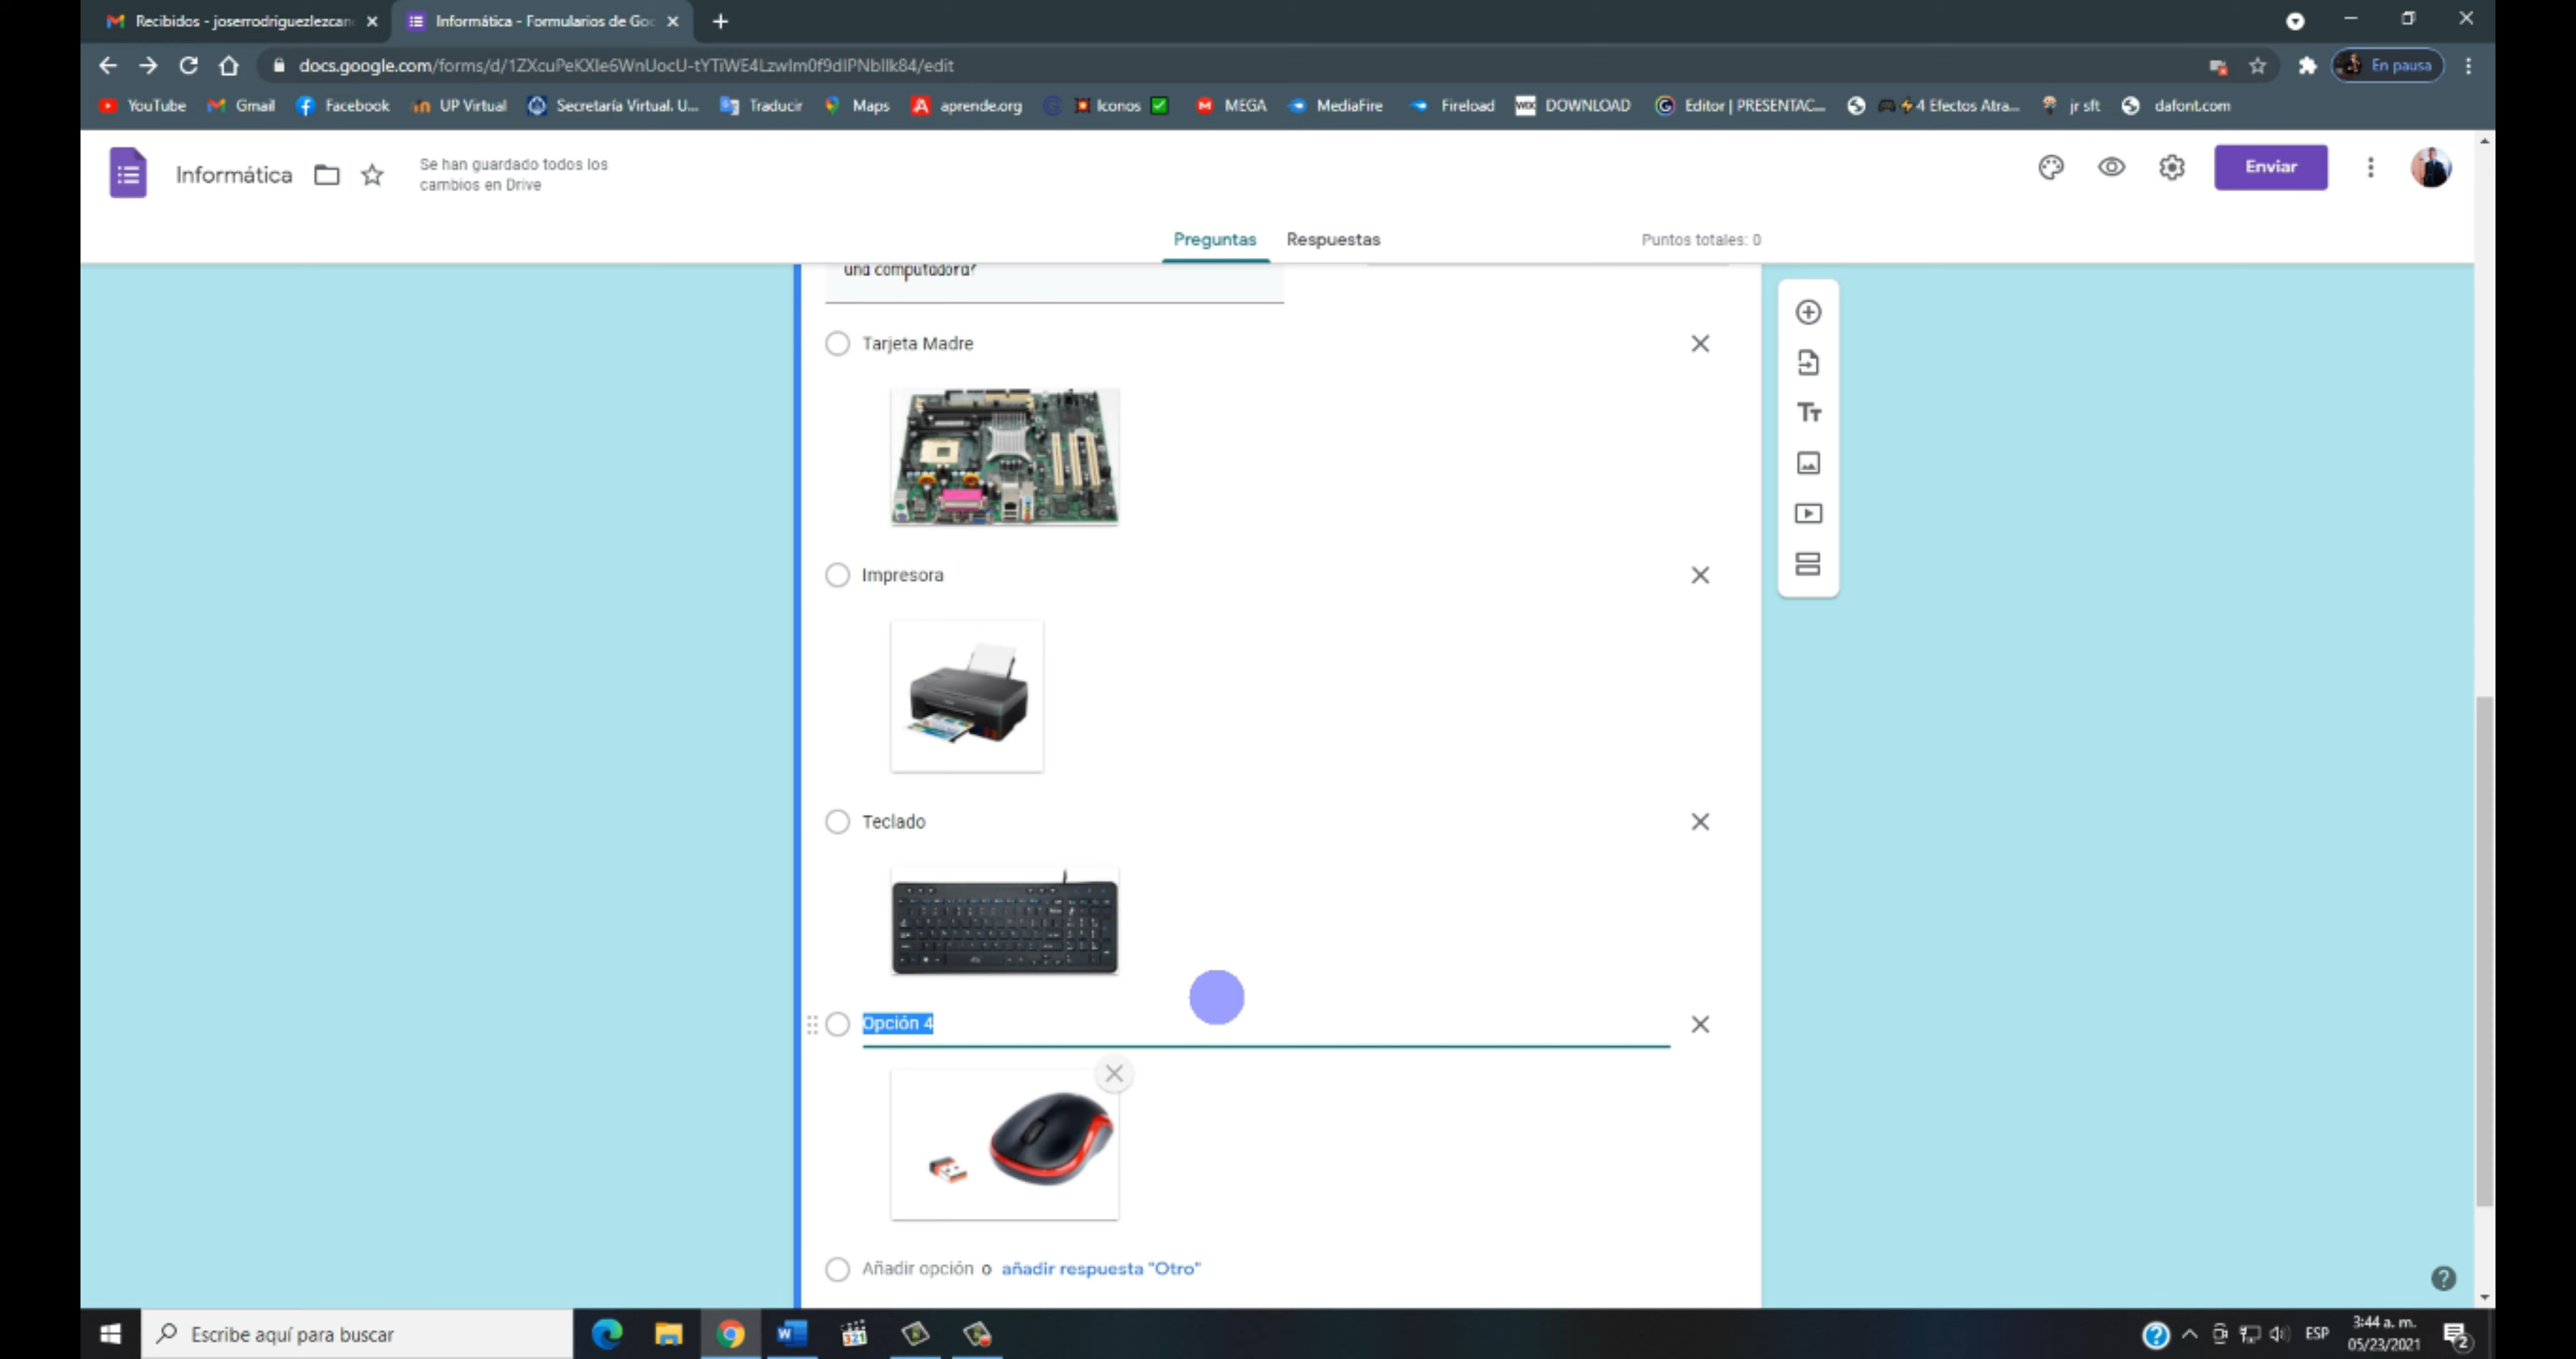 Recibidos - joserrodriguezlezcan
Informática - Formularios de Goo
docs.google.com/forms/d/1ZXcuPeKXIe6WnUocU-tYTiWE4LzwIm0f9dIPNbIIk84/edit
En pausa
YouTube
Gmail
Facebook
UP Virtual
Secretaría Virtual. U...
Traducir
Maps
aprende.org
Iconos
MEGA
MediaFire
Fireload
DOWNLOAD
Editor | PRESENTAC...
4 Efectos Atra...
jr sft
dafont.com
Informática
Se han guardado todos los
cambios en Drive
Enviar
Preguntas
Respuestas
Puntos totales: 0
una computadora?
Tarjeta Madre
Impresora
Teclado
Opción 4
Añadir opción o añadir respuesta "Otro"
Escribe aquí para buscar
ESP
3:44 a. m.
05/23/2021
2